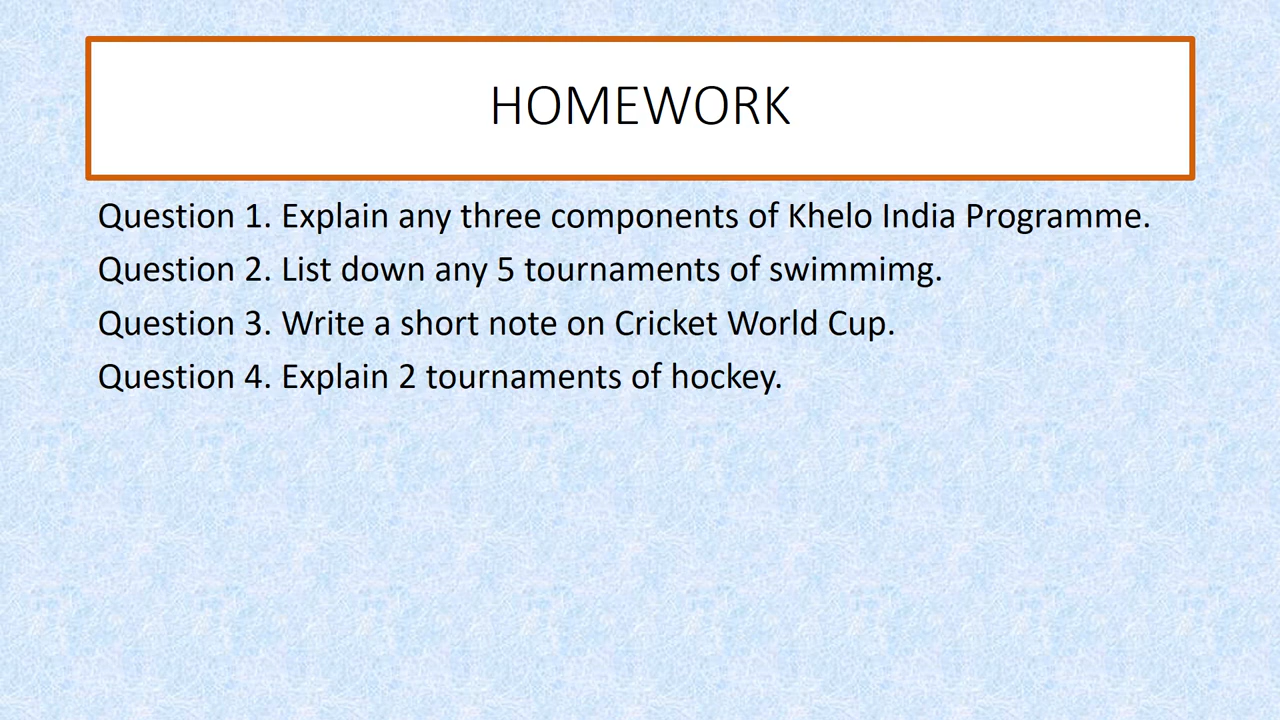 HOMEWORK
Question 1. Explain any three components of Khelo India Programme.
Question 2. List down any 5 tournaments of swimmimg.
Question 3. Write a short note on Cricket World Cup.
Question 4. Explain 2 tournaments of hockey.